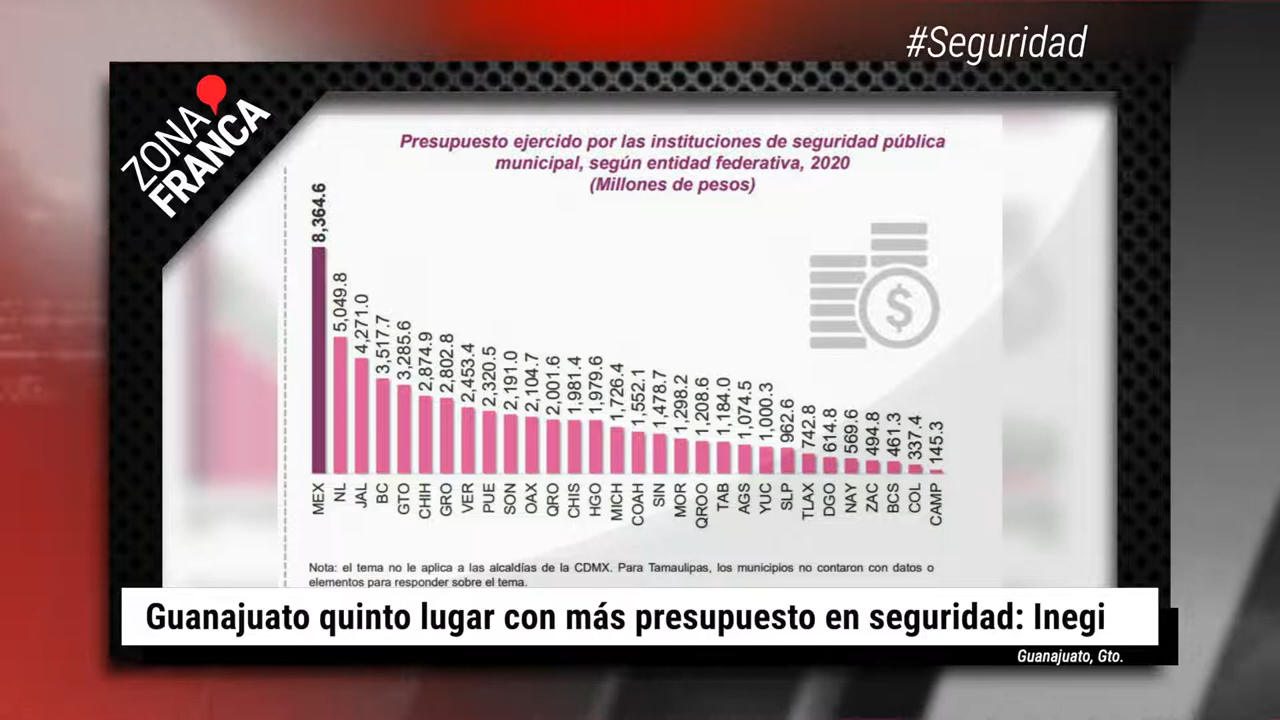 #Seguridad
ZONA
FRANCA
Presupuesto ejercido por las instituciones de seguridad pública
municipal, según entidad federativa, 2020
(Millones de pesos)
8,364.6
5,049.8
4,271.0
3,517.7
3,285.6
2,874.9
2,802.8
2,453.4
2,320.5
2,191.0
2,104.7
2,001.6
1,981.4
1,979.6
1,726.4
1,552.1
1,478.7
1,298.2
1,208.6
1,184.0
1,074.5
1,000.3
962.6
742.8
614.8
569.6
494.8
461.3
337.4
145.3
$
MEX
NL
JAL
BC
GTO
CHIH
GRO
VER
PUE
SON
OAX
QRO
CHIS
HGO
MICH
COAH
SIN
MOR
QROO
TAB
AGS
YUC
SLP
TLAX
DGO
NAY
ZAC
BCS
COL
CAMP
Nota: el tema no le aplica a las alcaldías de la CDMX. Para Tamaulipas, los municipios no contaron con datos o
elementos para responder sobre el tema.
Guanajuato quinto lugar con más presupuesto en seguridad: Inegi
Guanajuato, Gto.